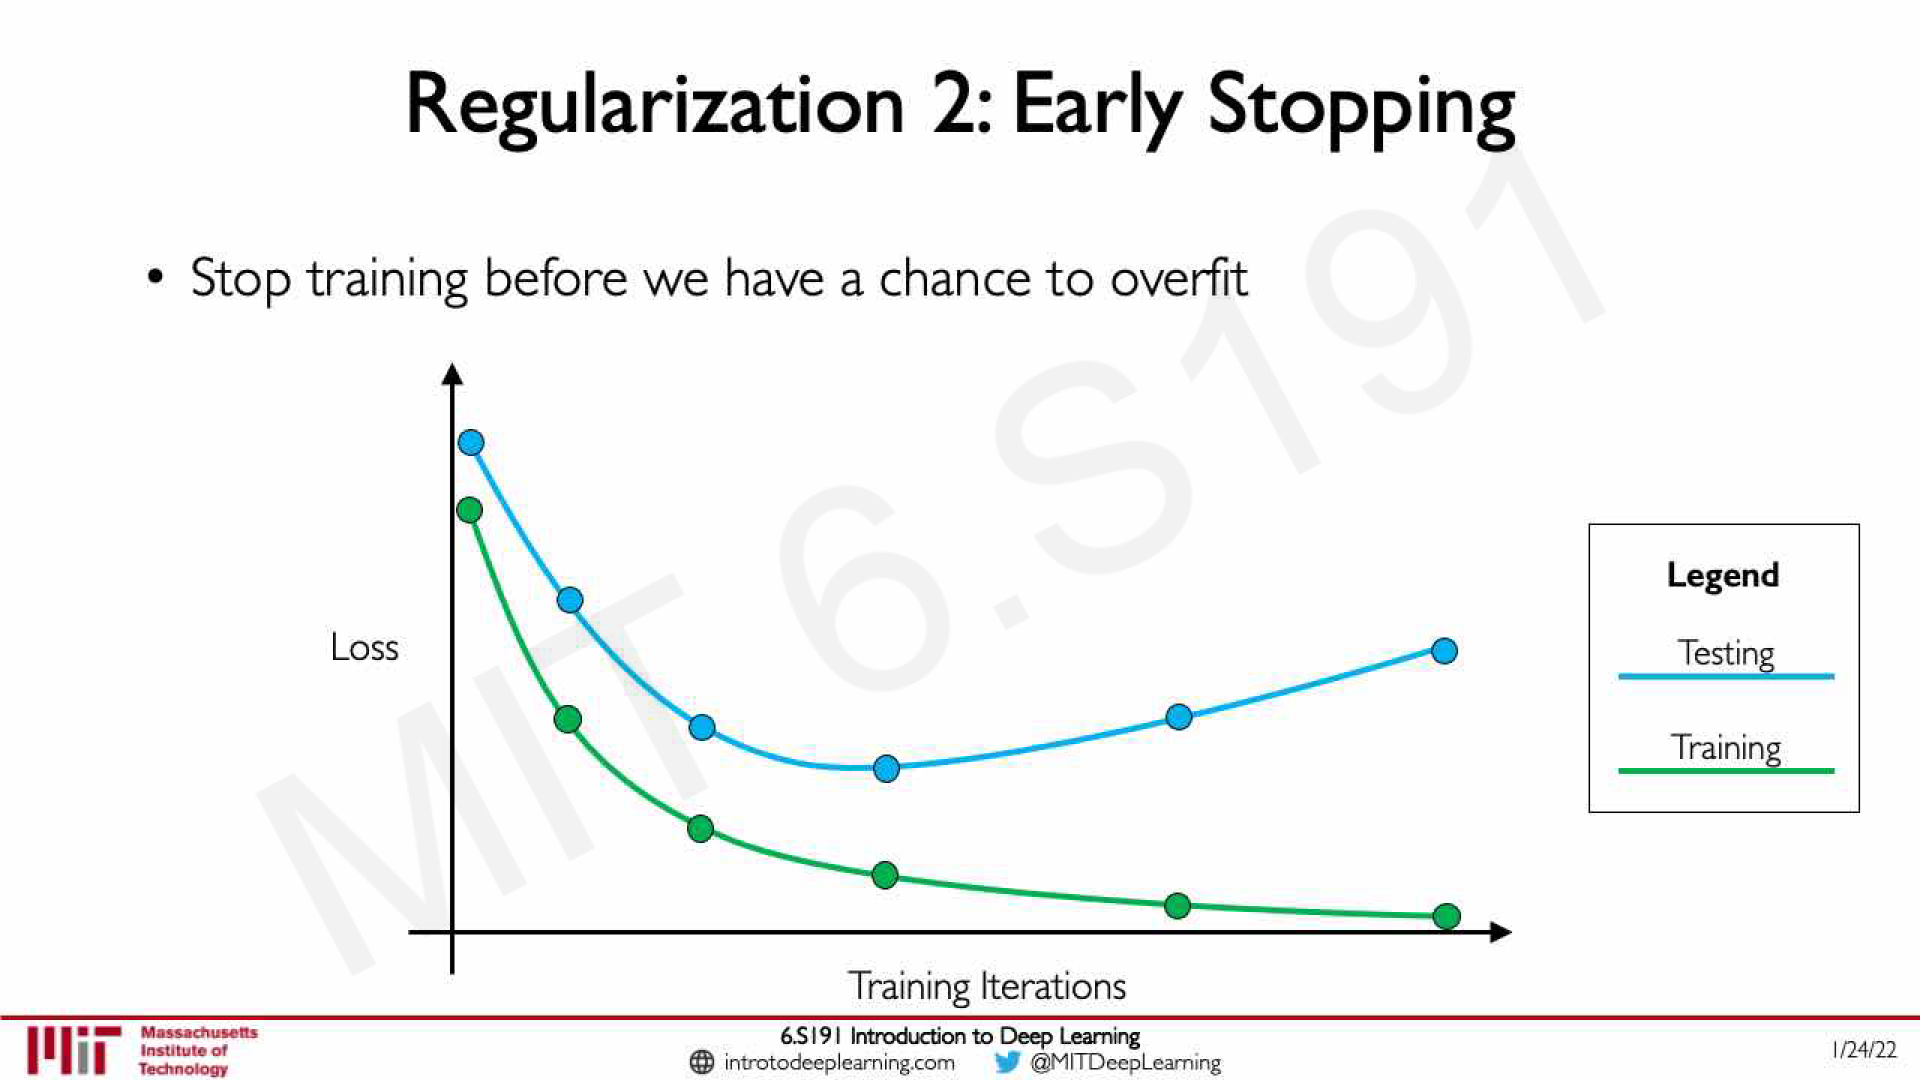 Regularization 2: Early Stopping
• Stop training before we have a chance to overfit
MIT 6.S191
Loss
Legend
Testing
Training
Training Iterations
Massachusetts
Institute of
Technology
6.S191 Introduction to Deep Learning
introtodeeplearning.com @MITDeepLearning
1/24/22